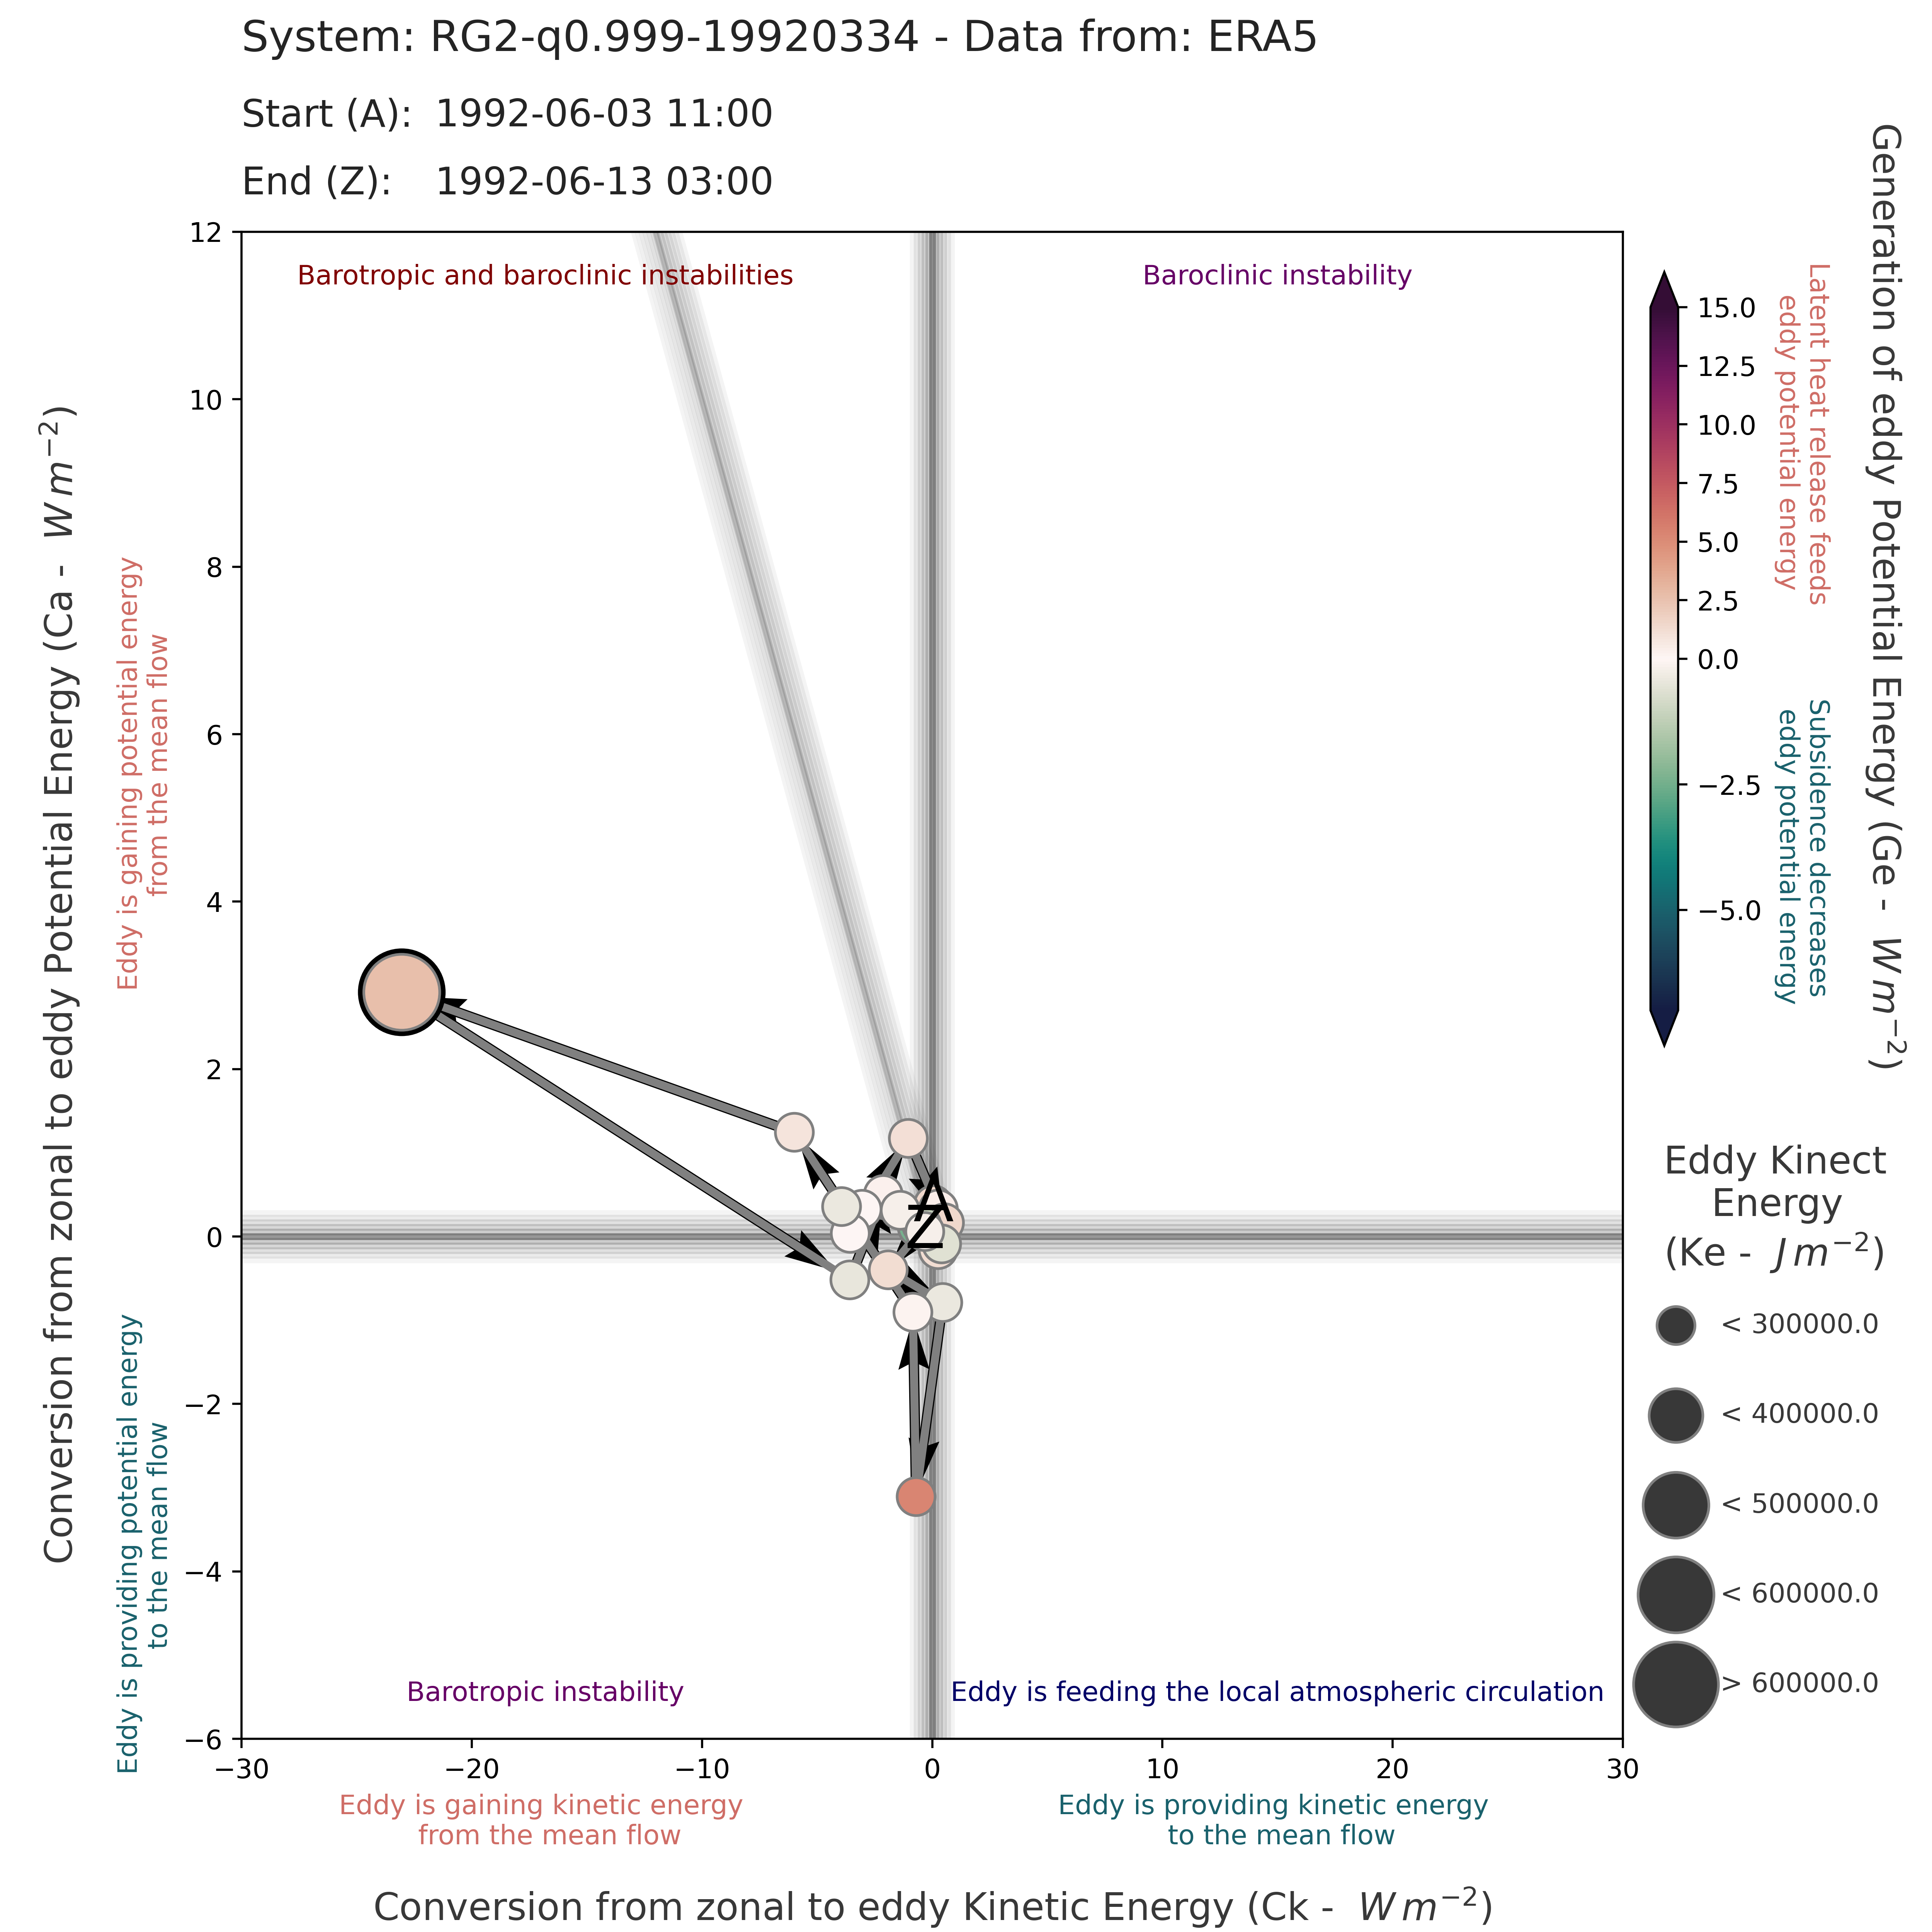 System: RG2-q0.999-19920334 - Data from: ERA5
Start (A): 1992-06-03 11:00
End (Z): 1992-06-13 03:00
Barotropic and baroclinic instabilities
Baroclinic instability
Barotropic instability
Eddy is feeding the local atmospheric circulation
A
Z
12
10
8
6
4
2
0
−2
−4
−6
−30
−20
−10
0
10
20
30
Conversion from zonal to eddy Potential Energy (Ca - W m⁻²)
Eddy is gaining potential energy
from the mean flow
Eddy is providing potential energy
to the mean flow
Eddy is gaining kinetic energy
from the mean flow
Eddy is providing kinetic energy
to the mean flow
Conversion from zonal to eddy Kinetic Energy (Ck - W m⁻²)
15.0
12.5
10.0
7.5
5.0
2.5
0.0
−2.5
−5.0
Latent heat release feeds
eddy potential energy
Subsidence decreases
eddy potential energy
Generation of eddy Potential Energy (Ge - W m⁻²)
Eddy Kinect
Energy
(Ke - J m⁻²)
< 300000.0
< 400000.0
< 500000.0
< 600000.0
> 600000.0